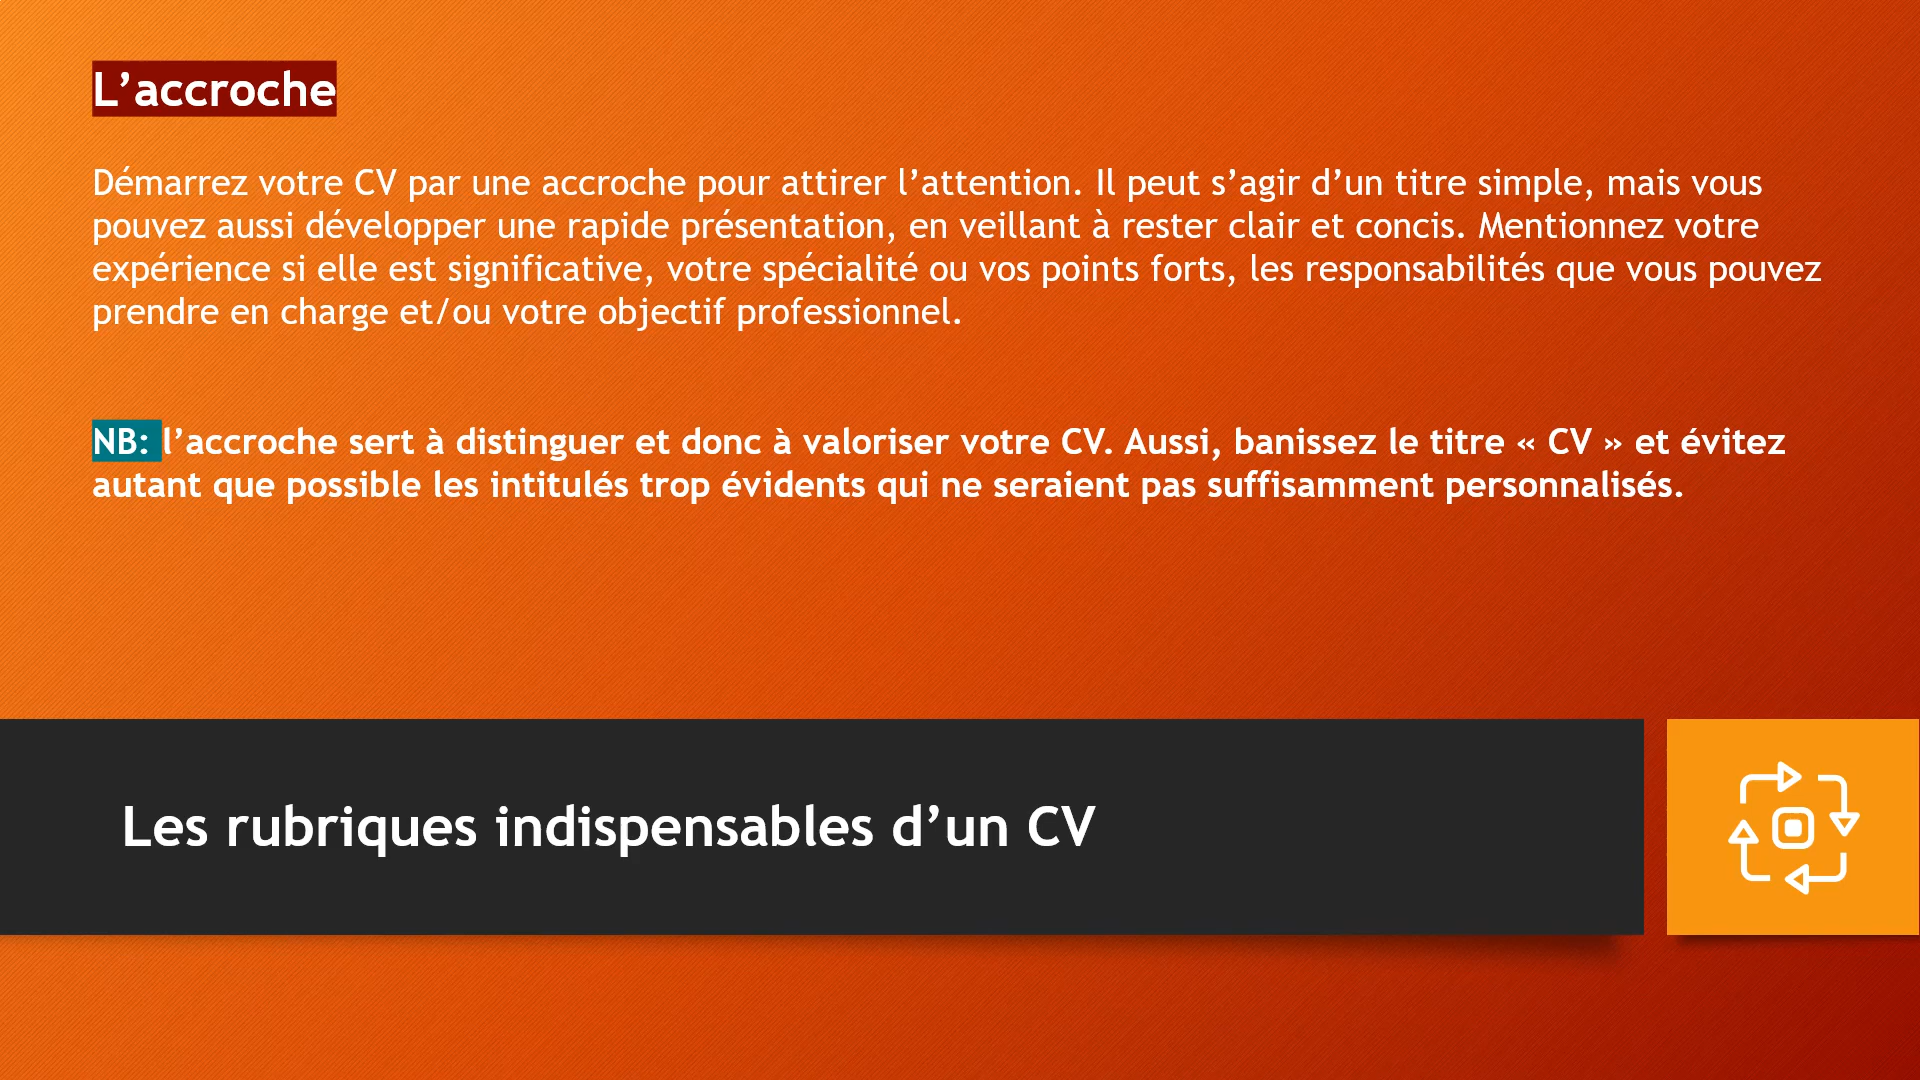 L’accroche
Démarrez votre CV par une accroche pour attirer l’attention. Il peut s’agir d’un titre simple, mais vous
pouvez aussi développer une rapide présentation, en veillant à rester clair et concis. Mentionnez votre
expérience si elle est significative, votre spécialité ou vos points forts, les responsabilités que vous pouvez
prendre en charge et/ou votre objectif professionnel.
NB: l’accroche sert à distinguer et donc à valoriser votre CV. Aussi, banissez le titre « CV » et évitez
autant que possible les intitulés trop évidents qui ne seraient pas suffisamment personnalisés.
Les rubriques indispensables d’un CV